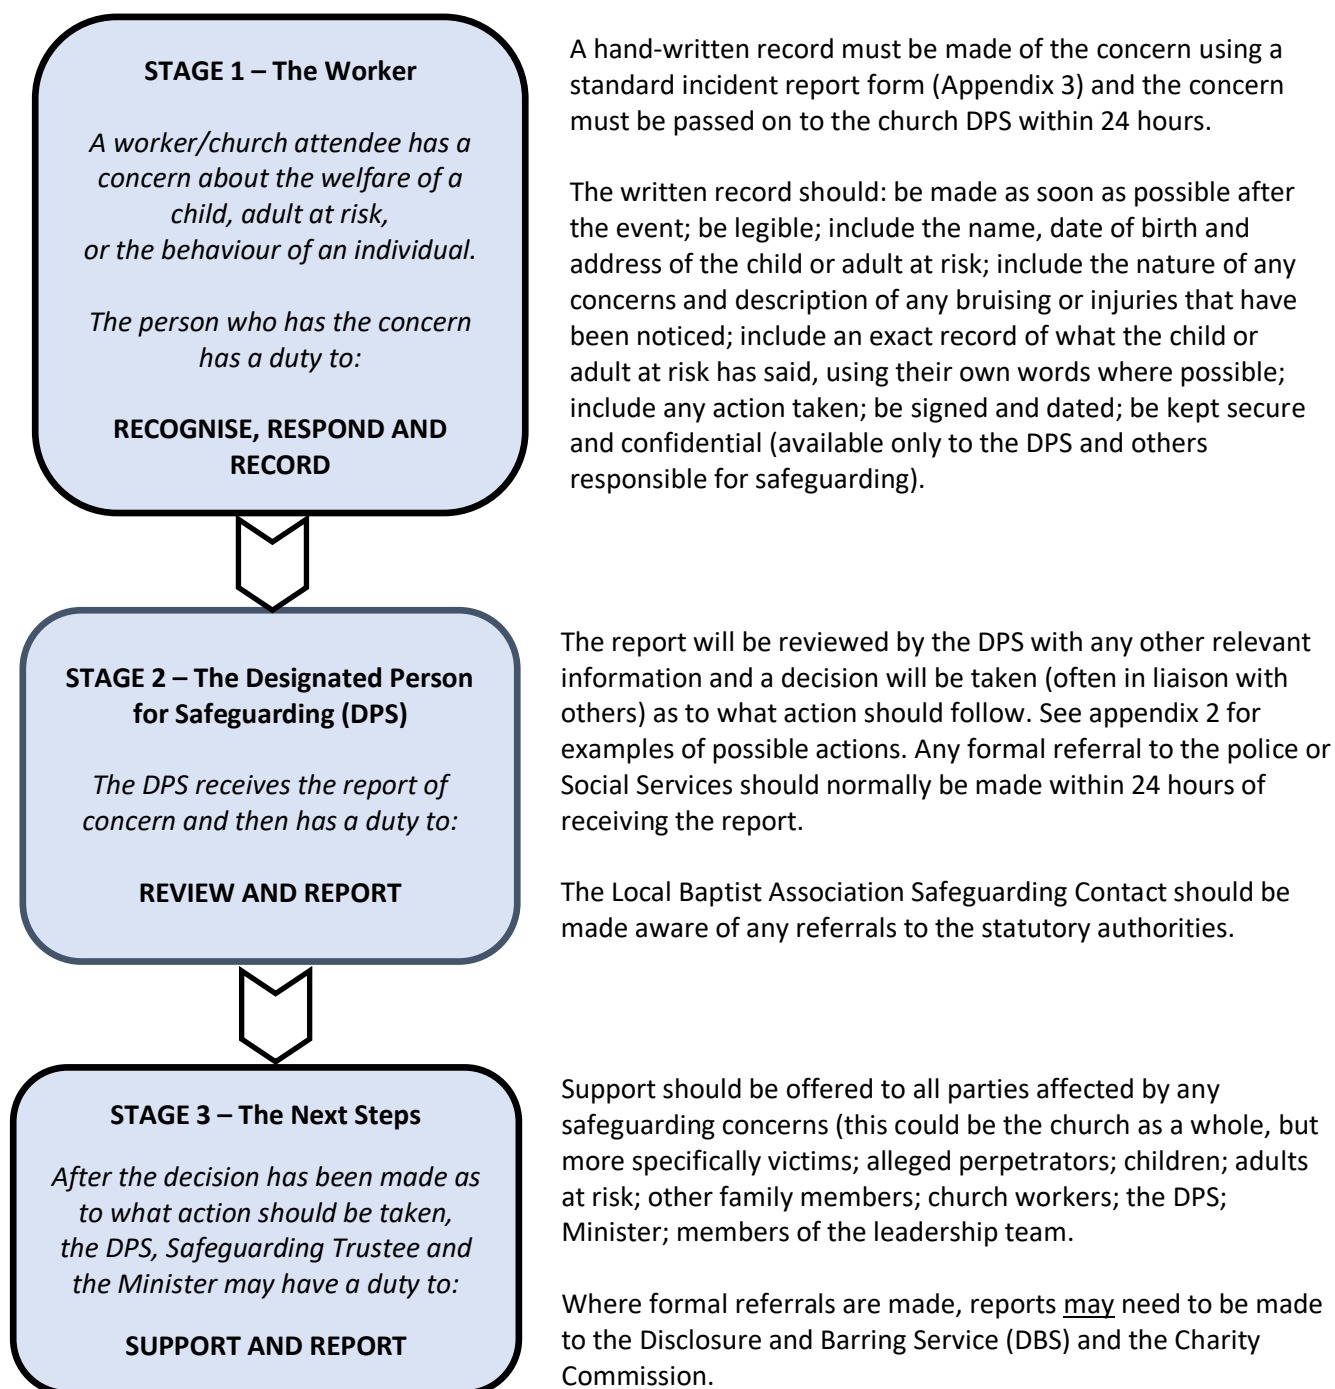 STAGE 1 – The Worker
A worker/church attendee has a
concern about the welfare of a
child, adult at risk,
or the behaviour of an individual.
The person who has the concern
has a duty to:
RECOGNISE, RESPOND AND
RECORD
A hand-written record must be made of the concern using a
standard incident report form (Appendix 3) and the concern
must be passed on to the church DPS within 24 hours.
The written record should: be made as soon as possible after
the event; be legible; include the name, date of birth and
address of the child or adult at risk; include the nature of any
concerns and description of any bruising or injuries that have
been noticed; include an exact record of what the child or
adult at risk has said, using their own words where possible;
include any action taken; be signed and dated; be kept secure
and confidential (available only to the DPS and others
responsible for safeguarding).
STAGE 2 – The Designated Person
for Safeguarding (DPS)
The DPS receives the report of
concern and then has a duty to:
REVIEW AND REPORT
The report will be reviewed by the DPS with any other relevant
information and a decision will be taken (often in liaison with
others) as to what action should follow. See appendix 2 for
examples of possible actions. Any formal referral to the police or
Social Services should normally be made within 24 hours of
receiving the report.
The Local Baptist Association Safeguarding Contact should be
made aware of any referrals to the statutory authorities.
STAGE 3 – The Next Steps
After the decision has been made as
to what action should be taken,
the DPS, Safeguarding Trustee and
the Minister may have a duty to:
SUPPORT AND REPORT
Support should be offered to all parties affected by any
safeguarding concerns (this could be the church as a whole, but
more specifically victims; alleged perpetrators; children; adults
at risk; other family members; church workers; the DPS;
Minister; members of the leadership team.
Where formal referrals are made, reports may need to be made
to the Disclosure and Barring Service (DBS) and the Charity
Commission.